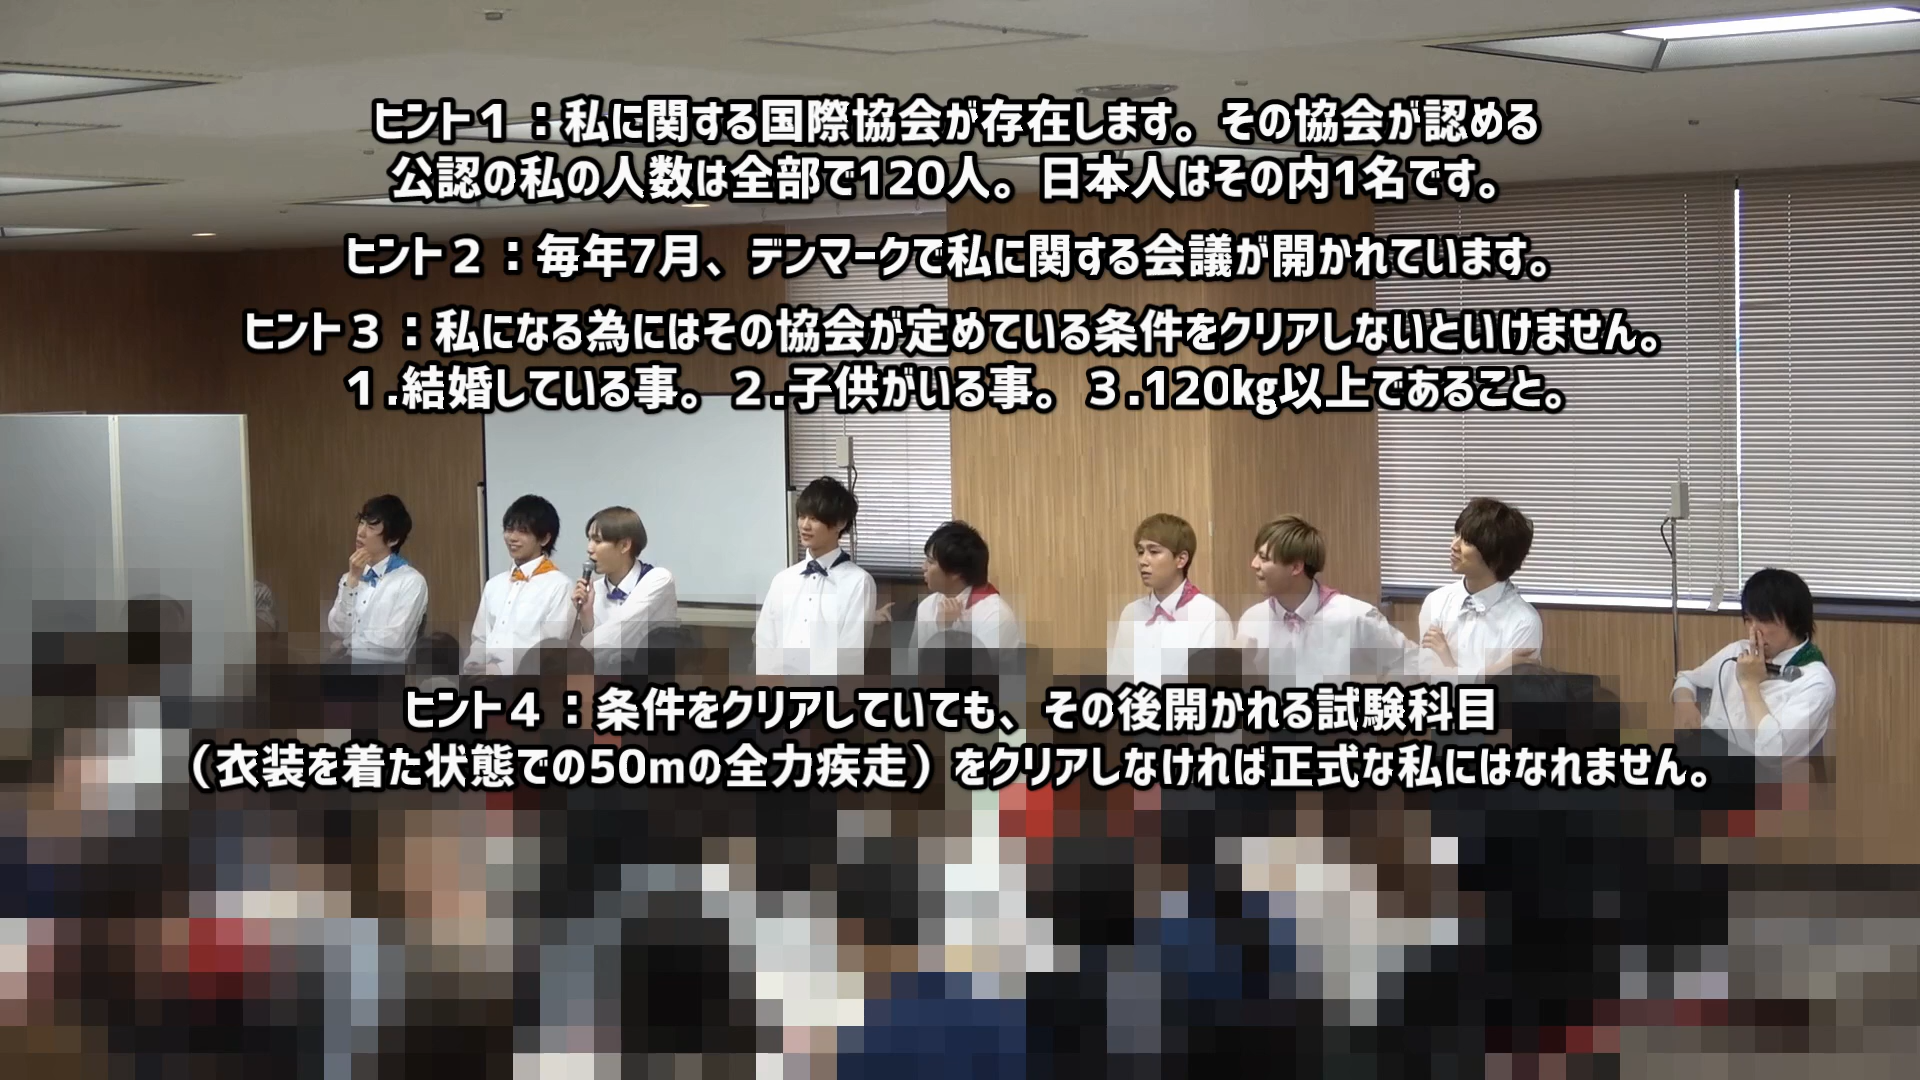 ヒント１：私に関する国際協会が存在します。その協会が認める
公認の私の人数は全部で120人。日本人はその内1名です。
ヒント２：毎年7月、デンマークで私に関する会議が開かれています。
ヒント３：私になる為にはその協会が定めている条件をクリアしないといけません。
１.結婚している事。２.子供がいる事。３.120㎏以上であること。
ヒント４：条件をクリアしていても、その後開かれる試験科目
（衣装を着た状態での50mの全力疾走）をクリアしなければ正式な私にはなれません。